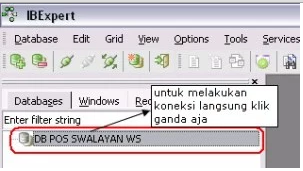 IBExpert
Database Edit Grid View Options Tools Services
Databases Windows Re
untuk melakukan
koneksi langsung klik
ganda aja
Enter filter string
DB POS SWALAYAN WS